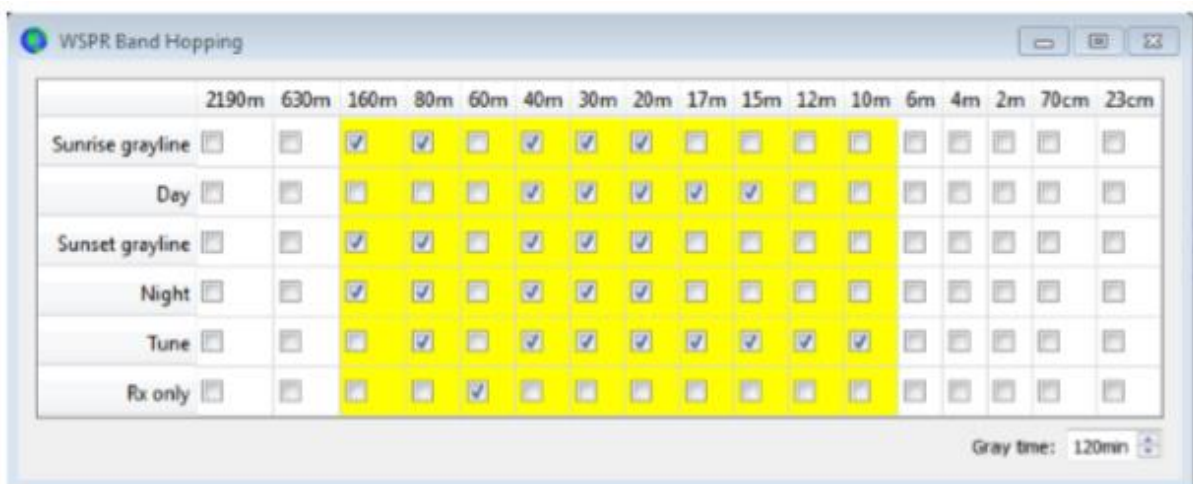 WSPR Band Hopping
2190m 630m 160m 80m 60m 40m 30m 20m 17m 15m 12m 10m 6m 4m 2m 70cm 23cm
Sunrise grayline
Day
Sunset grayline
Night
Tune
Rx only
Gray time: 120min